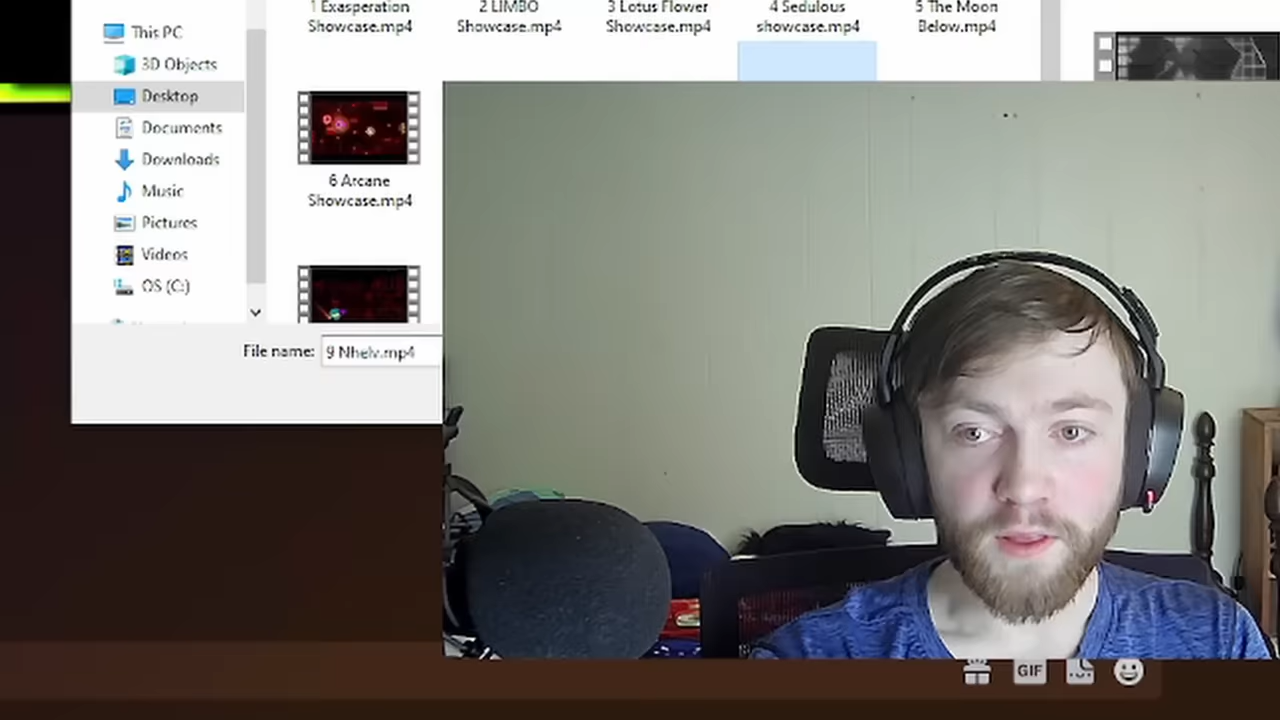 1 Exasperation
Showcase.mp4
2 LIMBO
Showcase.mp4
3 Lotus Flower
Showcase.mp4
4 Sedulous
showcase.mp4
5 The Moon
Below.mp4
This PC
3D Objects
Desktop
Documents
Downloads
Music
Pictures
Videos
OS (C:)
6 Arcane
Showcase.mp4
File name:
9 Nhelv.mp4
GIF